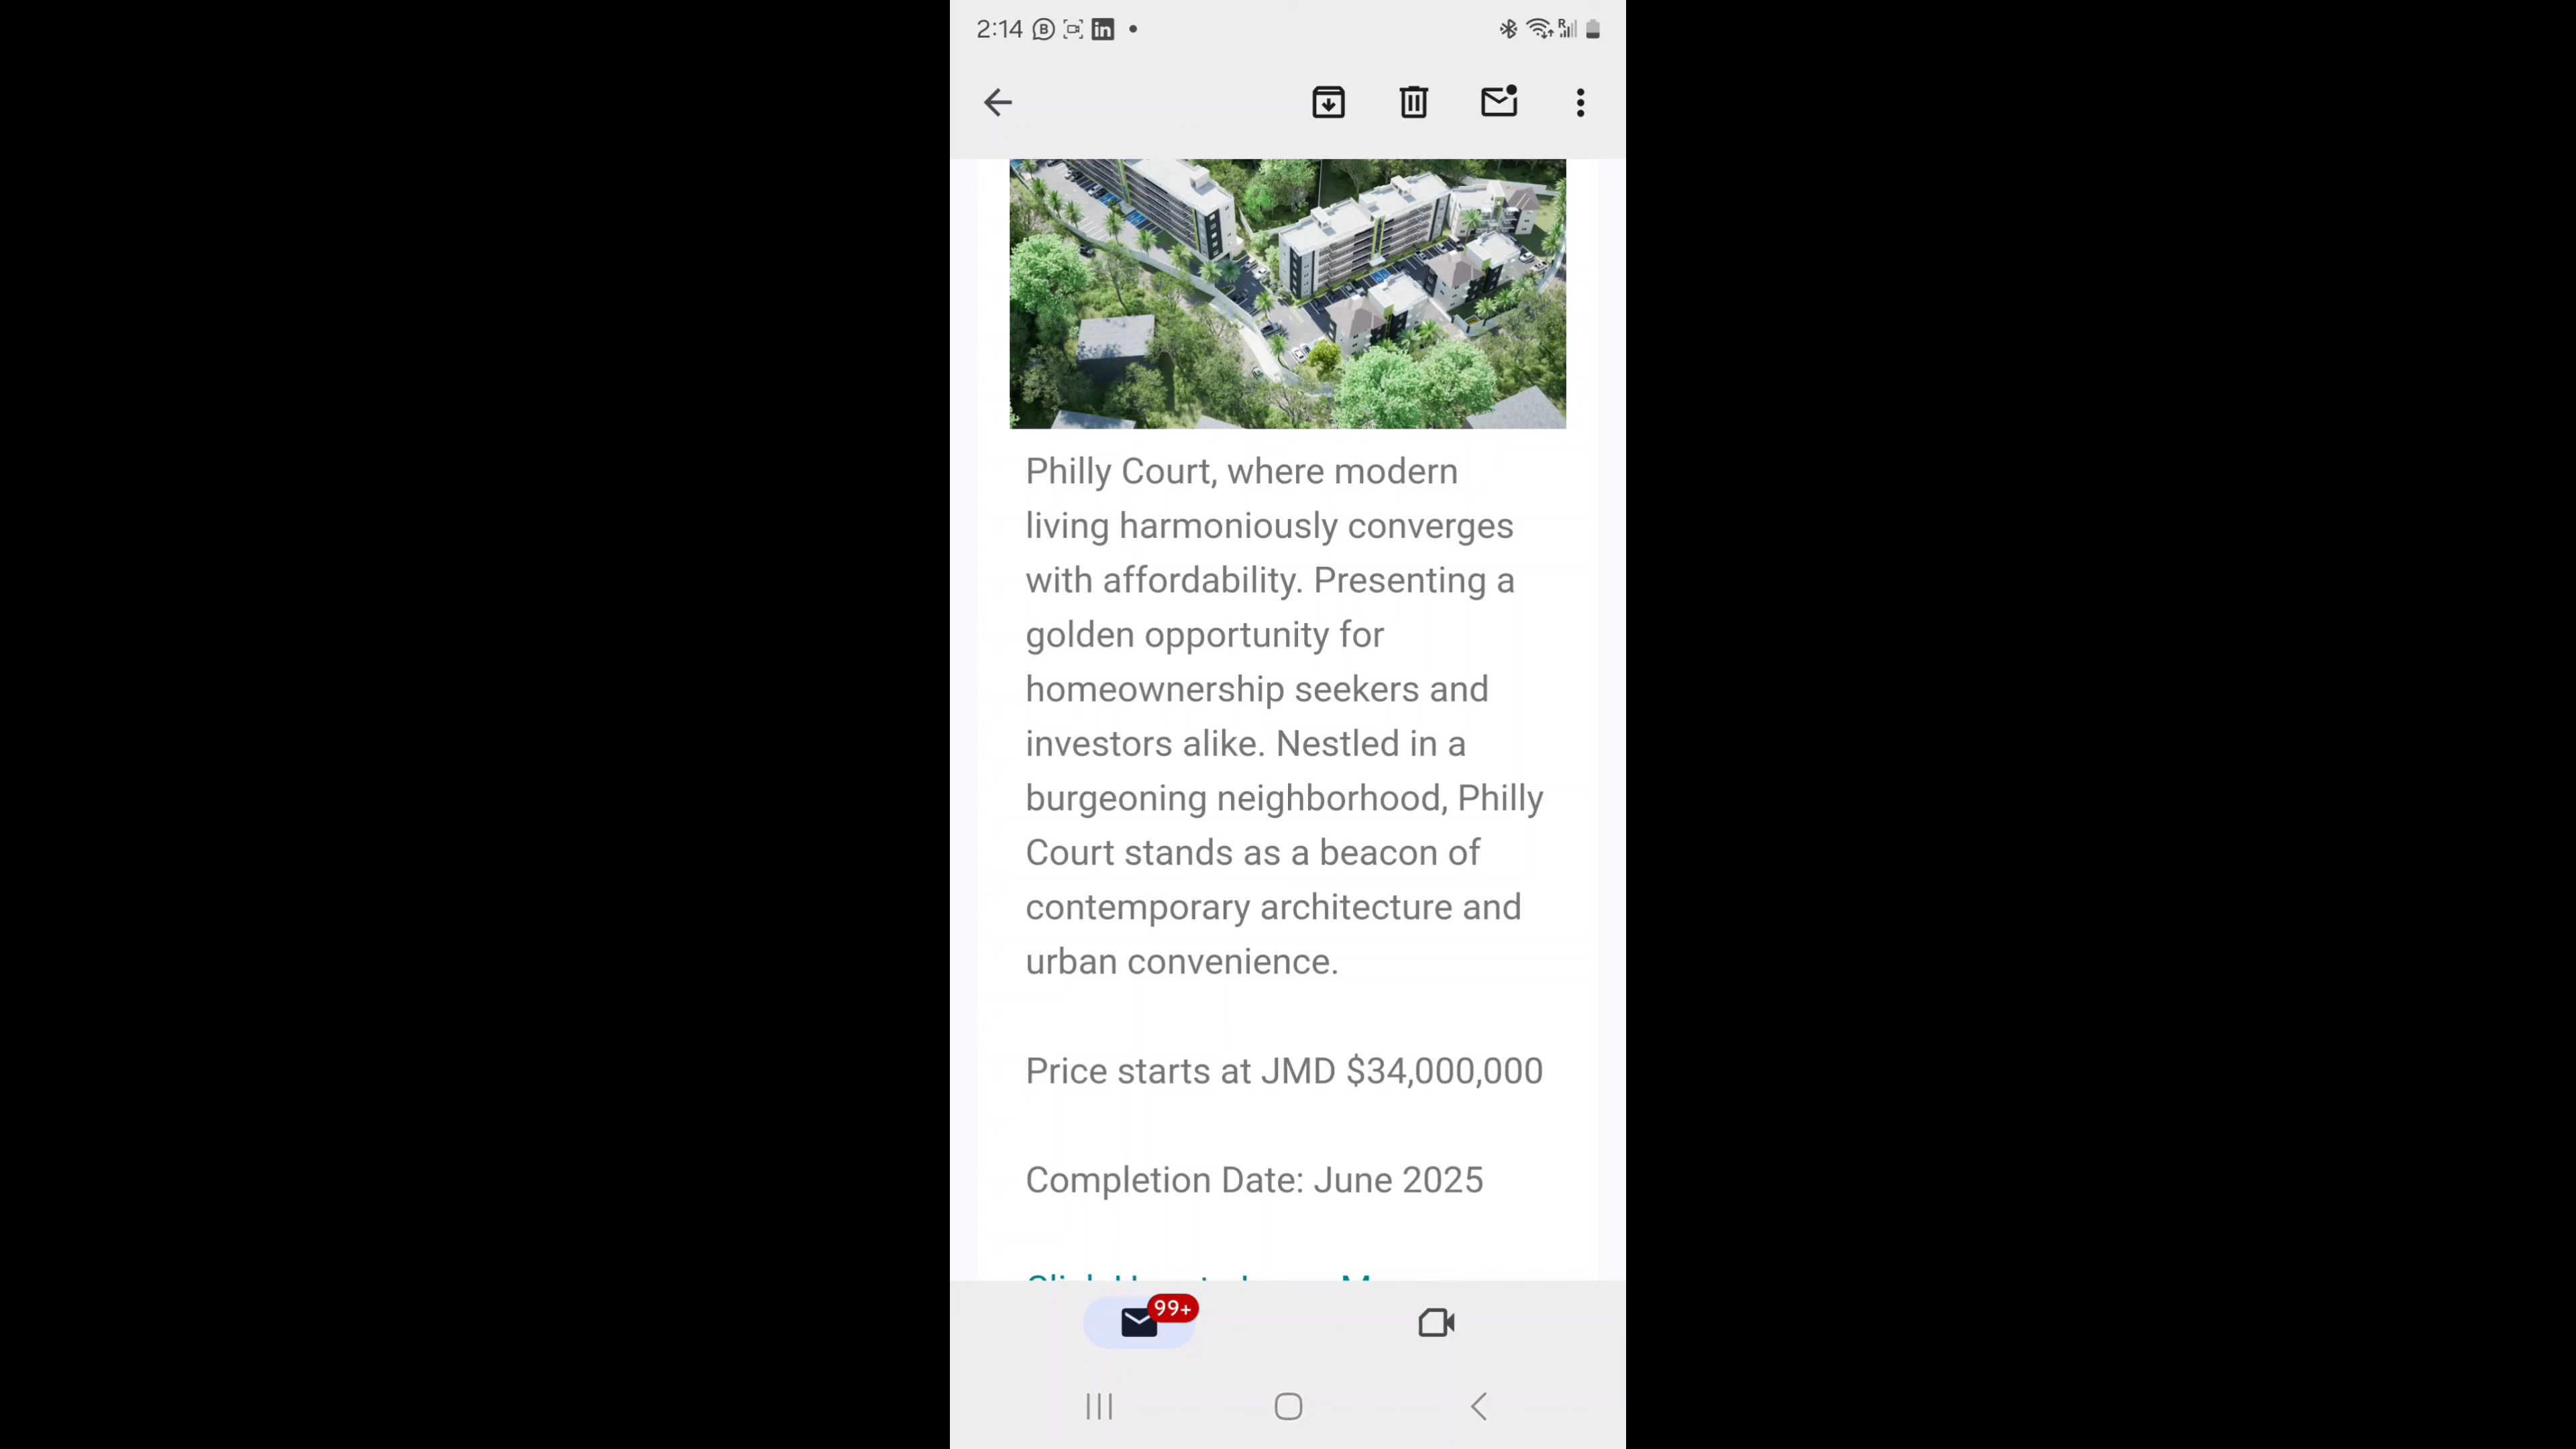 2:14
Philly Court, where modern
living harmoniously converges
with affordability. Presenting a
golden opportunity for
homeownership seekers and
investors alike. Nestled in a
burgeoning neighborhood, Philly
Court stands as a beacon of
contemporary architecture and
urban convenience.
Price starts at JMD $34,000,000
Completion Date: June 2025
99+